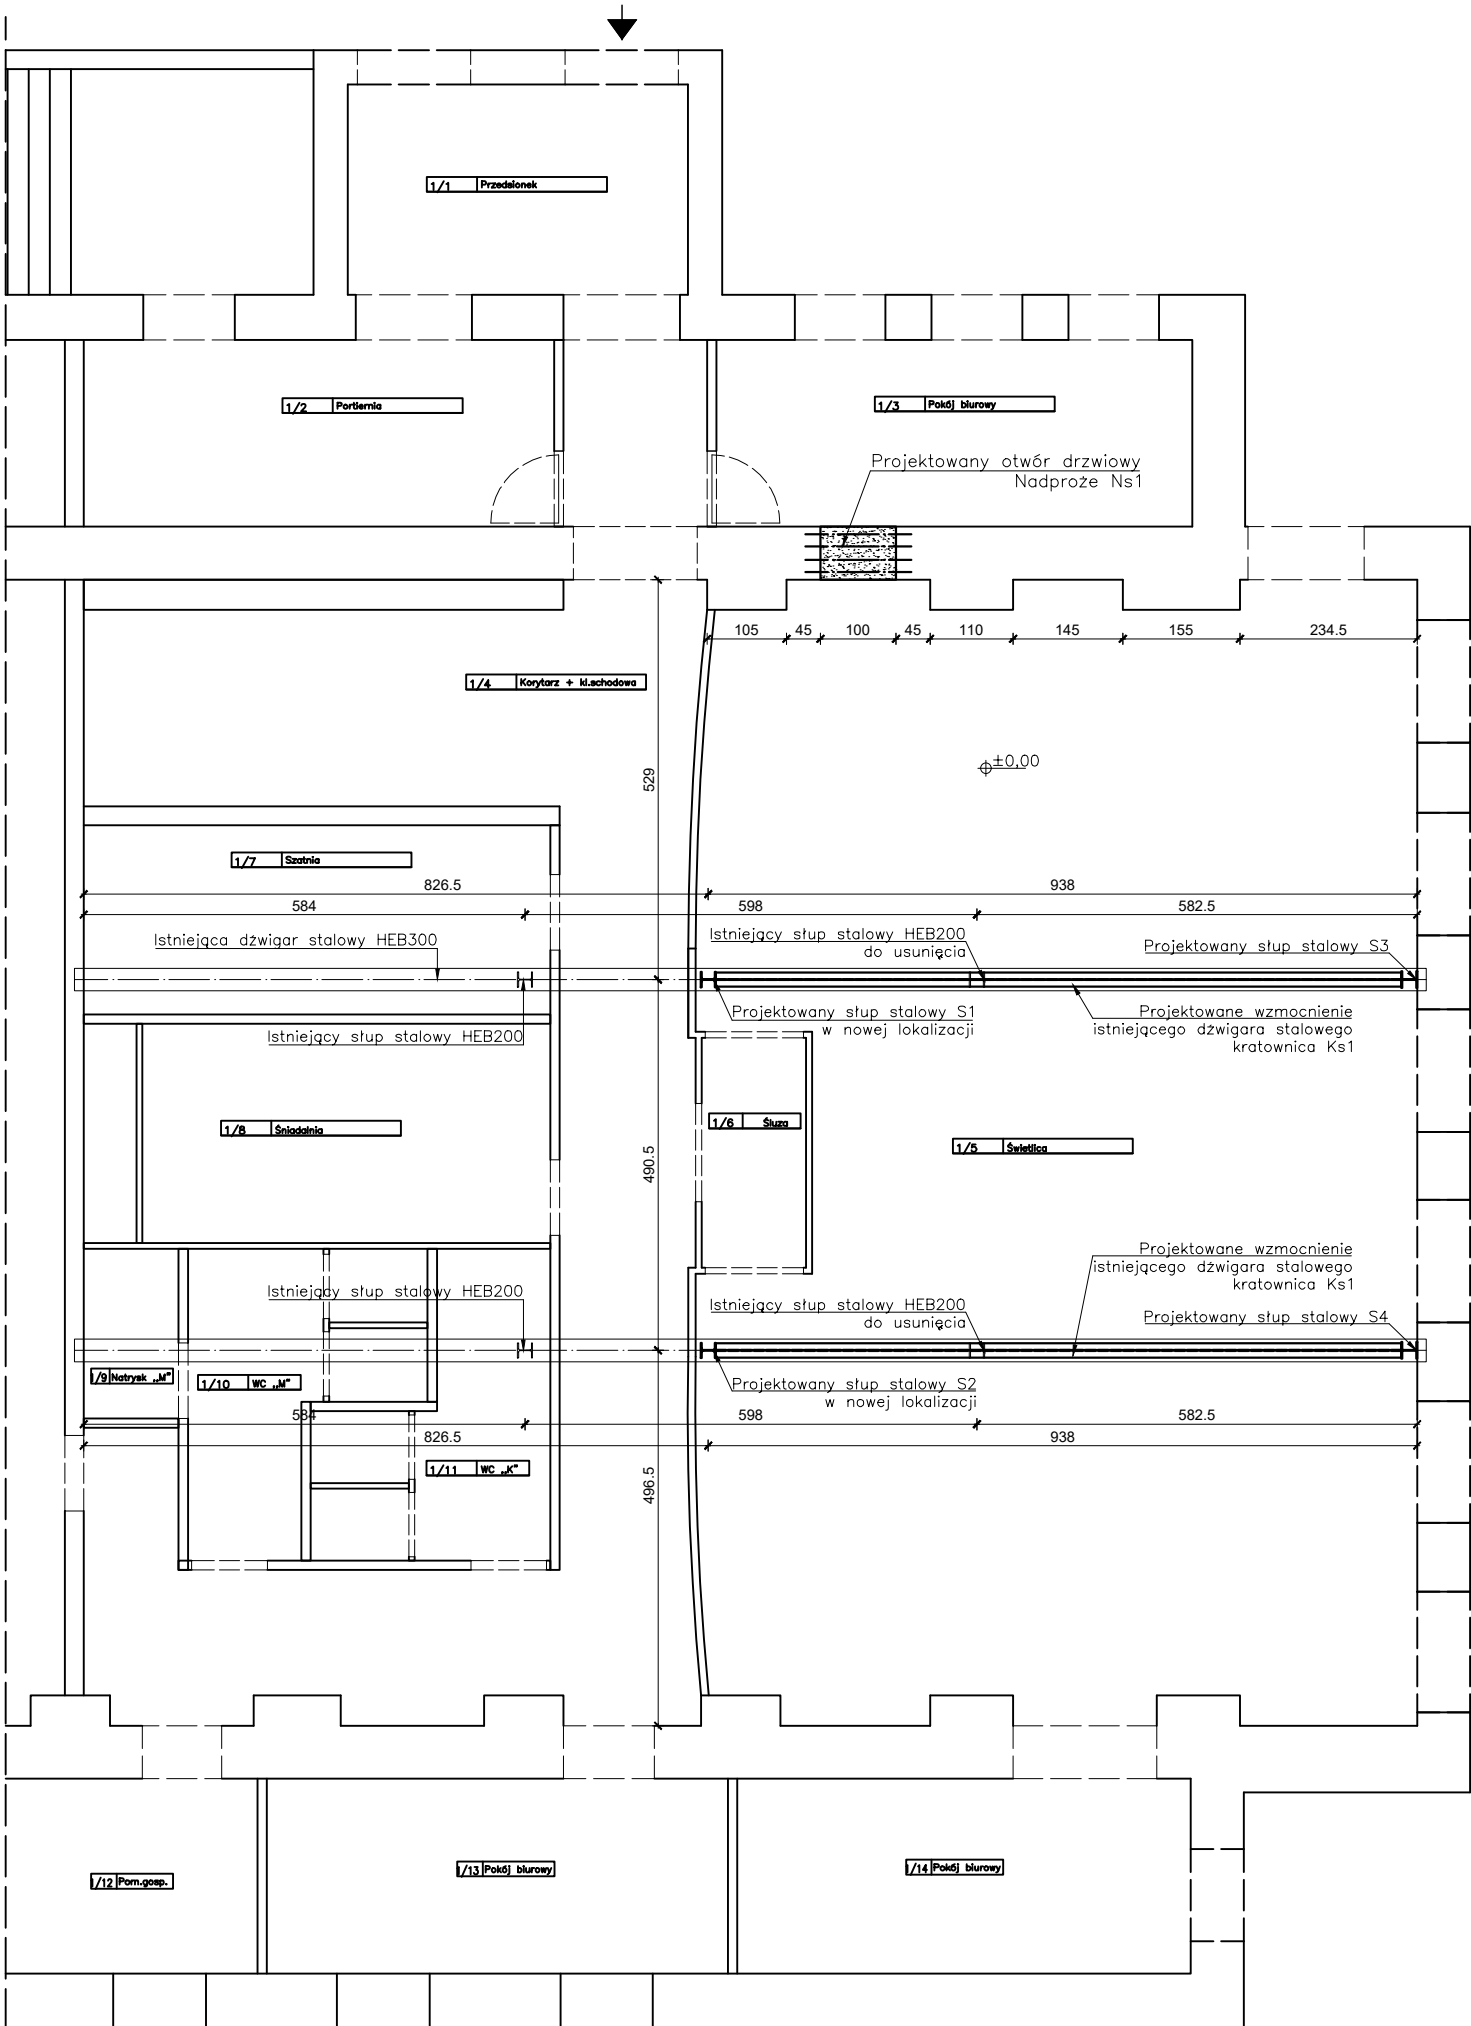 1/1 Przedsionek
1/2 Portiernia
1/3 Pokój biurowy
Projektowany otwór drzwiowy
Nadproże Ns1
105 45 100 45 110 145 155 234.5
1/4 Korytarz + kl.schodowa
±0,00
529
1/7 Szatnia
826.5 938
584 598 582.5
Istniejąca dźwigar stalowy HEB300
Istniejący słup stalowy HEB200
do usunięcia
Projektowany słup stalowy S3
Istniejący słup stalowy HEB200
Projektowany słup stalowy S1
w nowej lokalizacji
Projektowane wzmocnienie
istniejącego dźwigara stalowego
kratownica Ks1
1/8 Śniadalnia
1/6 Śluza
1/5 Świetlica
490.5
Istniejący słup stalowy HEB200
Istniejący słup stalowy HEB200
do usunięcia
Projektowane wzmocnienie
istniejącego dźwigara stalowego
kratownica Ks1
Projektowany słup stalowy S4
1/9 Natrysk „M"
1/10 WC „M"
Projektowany słup stalowy S2
w nowej lokalizacji
584 598 582.5
826.5 938
1/11 WC „K"
496.5
1/12 Pom.gosp.
1/13 Pokój biurowy
1/14 Pokój biurowy